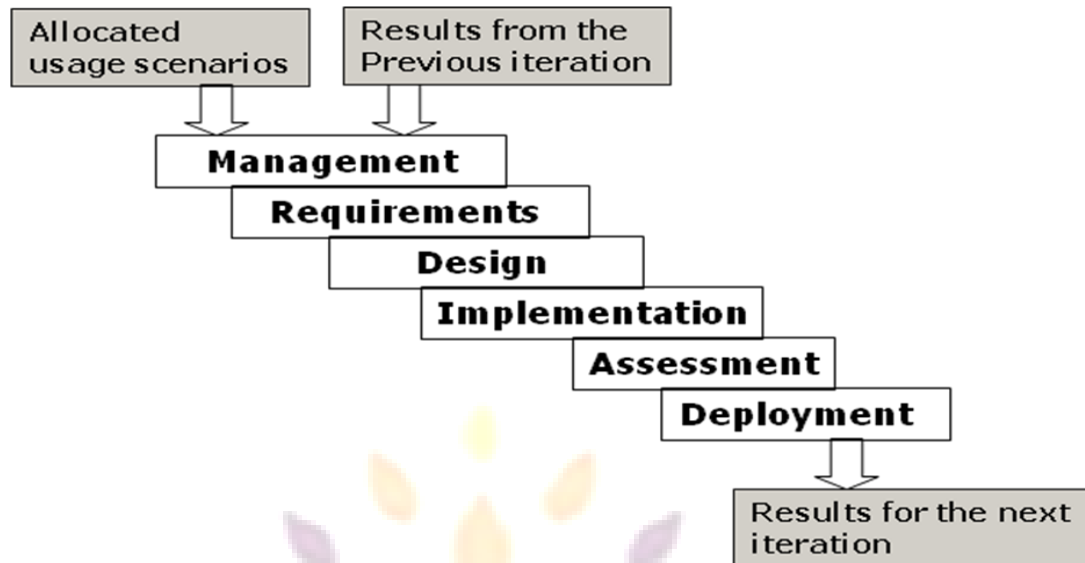 Allocated
usage scenarios
Results from the
Previous iteration
Management
Requirements
Design
Implementation
Assessment
Deployment
Results for the next
iteration